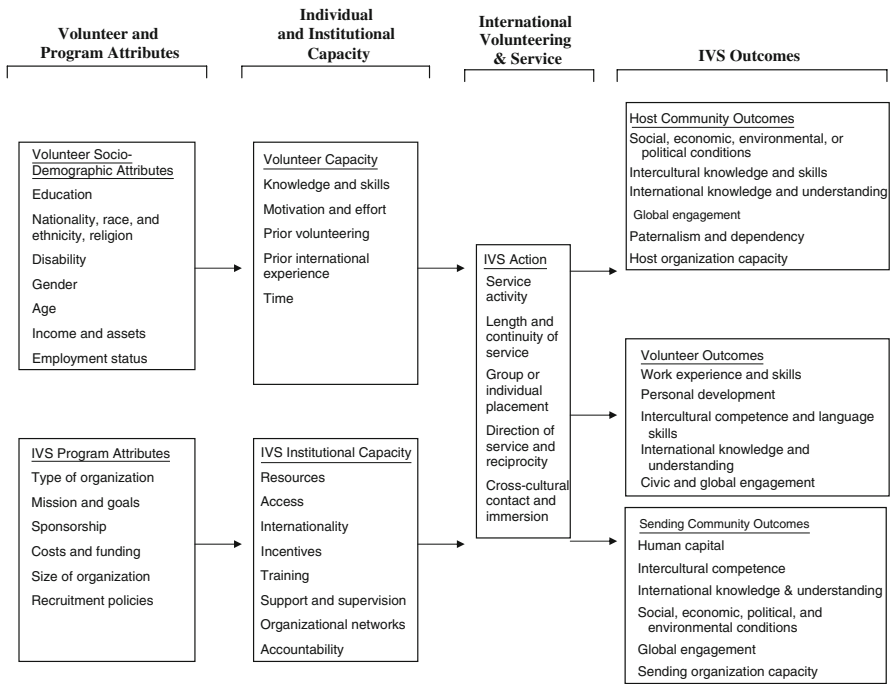 Volunteer and
Program Attributes
Individual
and Institutional
Capacity
International
Volunteering
& Service
IVS Outcomes
Volunteer Socio-
Demographic Attributes
Education
Nationality, race, and
ethnicity, religion
Disability
Gender
Age
Income and assets
Employment status
IVS Program Attributes
Type of organization
Mission and goals
Sponsorship
Costs and funding
Size of organization
Recruitment policies
Volunteer Capacity
Knowledge and skills
Motivation and effort
Prior volunteering
Prior international
experience
Time
IVS Institutional Capacity
Resources
Access
Internationality
Incentives
Training
Support and supervision
Organizational networks
Accountability
IVS Action
Service
activity
Length and
continuity of
service
Group or
individual
placement
Direction of
service and
reciprocity
Cross-cultural
contact and
immersion
Host Community Outcomes
Social, economic, environmental, or
political conditions
Intercultural knowledge and skills
International knowledge and understanding
Global engagement
Paternalism and dependency
Host organization capacity
Volunteer Outcomes
Work experience and skills
Personal development
Intercultural competence and language
skills
International knowledge and
understanding
Civic and global engagement
Sending Community Outcomes
Human capital
Intercultural competence
International knowledge & understanding
Social, economic, political, and
environmental conditions
Global engagement
Sending organization capacity